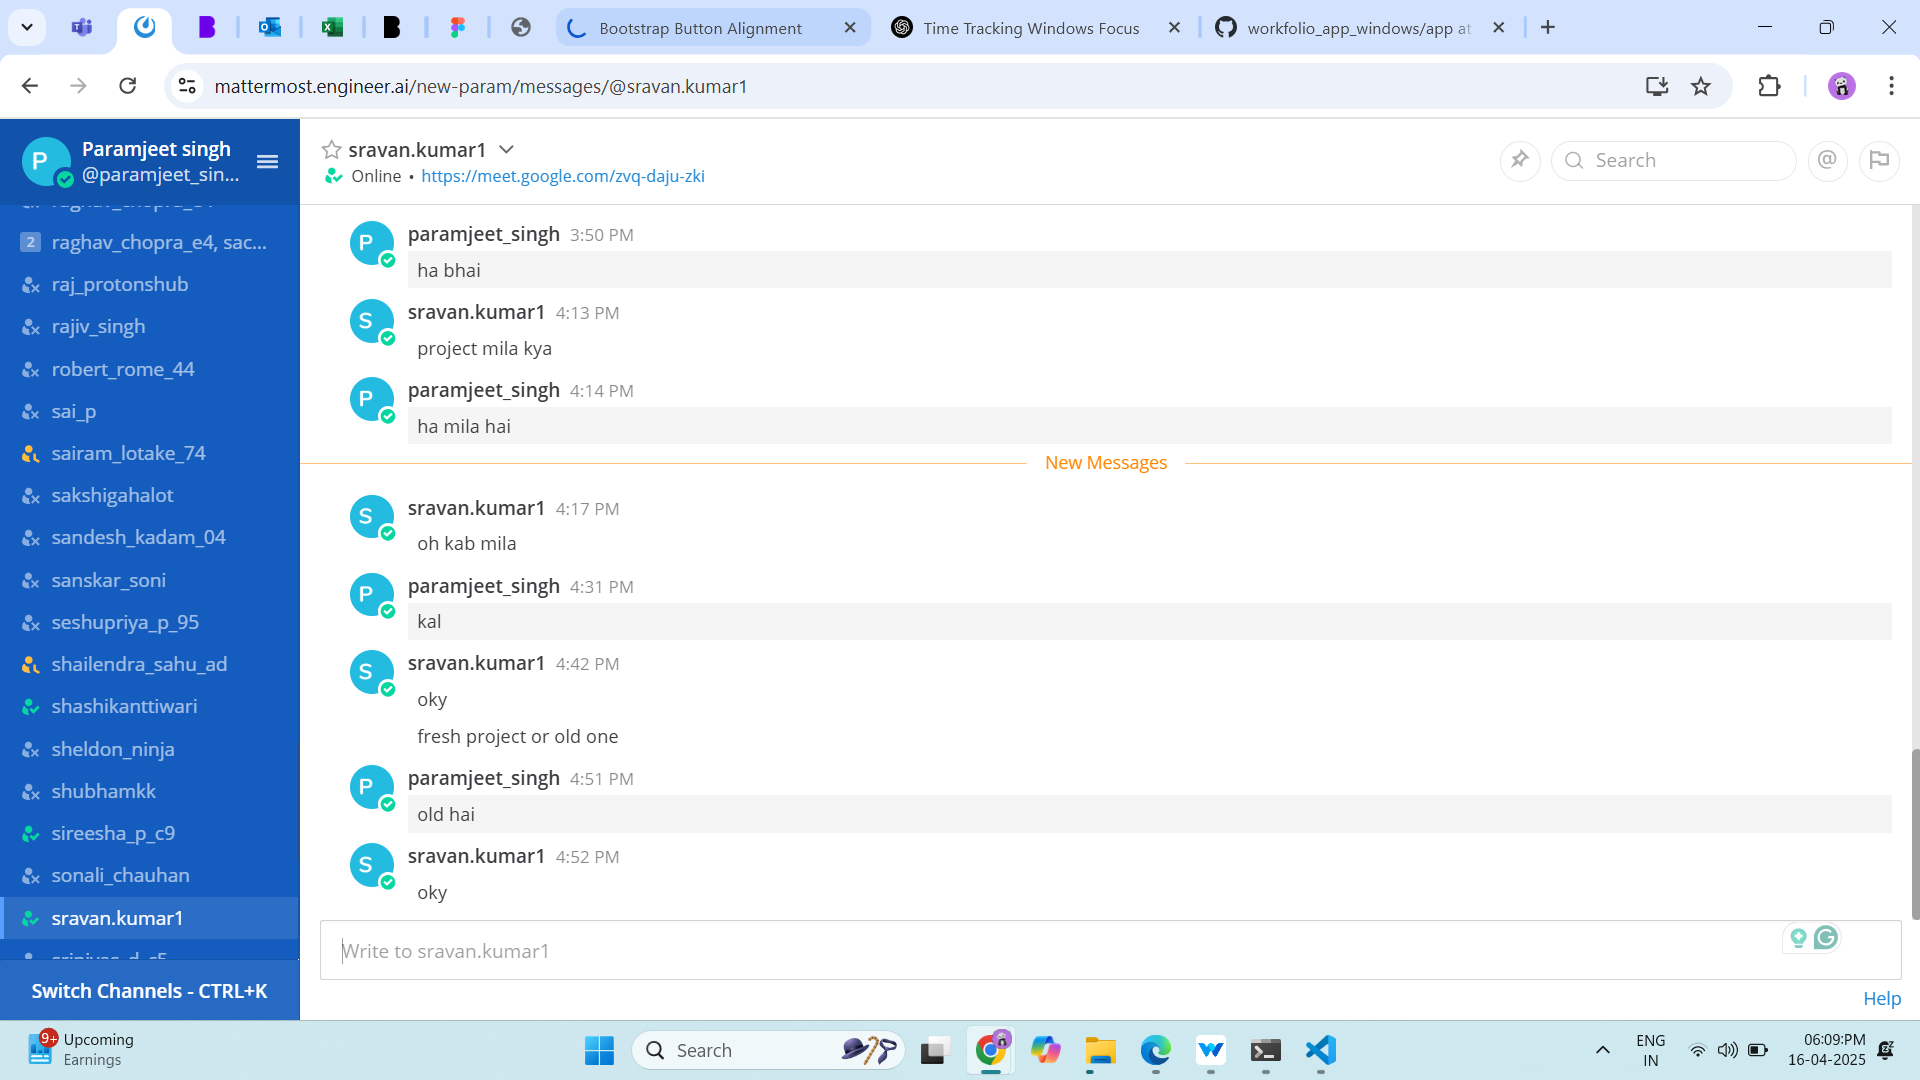 Bootstrap Button Alignment
Time Tracking Windows Focus
workfolio_app_windows/app at
mattermost.engineer.ai/new-param/messages/@sravan.kumar1
P
Paramjeet singh
@paramjeet_sin...
2 raghav_chopra_e4, sac...
raj_protonshub
rajiv_singh
robert_rome_44
sai_p
sairam_lotake_74
sakshigahalot
sandesh_kadam_04
sanskar_soni
seshupriya_p_95
shailendra_sahu_ad
shashikanttiwari
sheldon_ninja
shubhamkk
sireesha_p_c9
sonali_chauhan
sravan.kumar1
Switch Channels - CTRL+K
sravan.kumar1
Online • https://meet.google.com/zvq-daju-zki
Search
@
P
paramjeet_singh 3:50 PM
ha bhai
S
sravan.kumar1 4:13 PM
project mila kya
P
paramjeet_singh 4:14 PM
ha mila hai
New Messages
S
sravan.kumar1 4:17 PM
oh kab mila
P
paramjeet_singh 4:31 PM
kal
S
sravan.kumar1 4:42 PM
oky
fresh project or old one
P
paramjeet_singh 4:51 PM
old hai
S
sravan.kumar1 4:52 PM
oky
Write to sravan.kumar1
Help
9+
Upcoming
Earnings
Search
ENG
IN
06:09:PM
16-04-2025